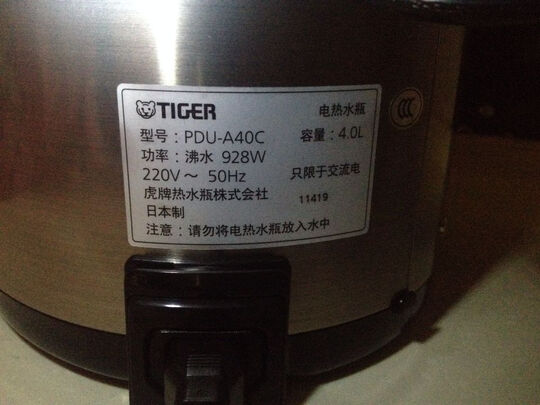 TIGER 电热水瓶
型号：PDU-A40C 容量：4.0L
功率：沸水 928W
220V～ 50Hz 只限于交流电
虎牌热水瓶株式会社 11419
日本制
注意：请勿将电热水瓶放入水中
CCC